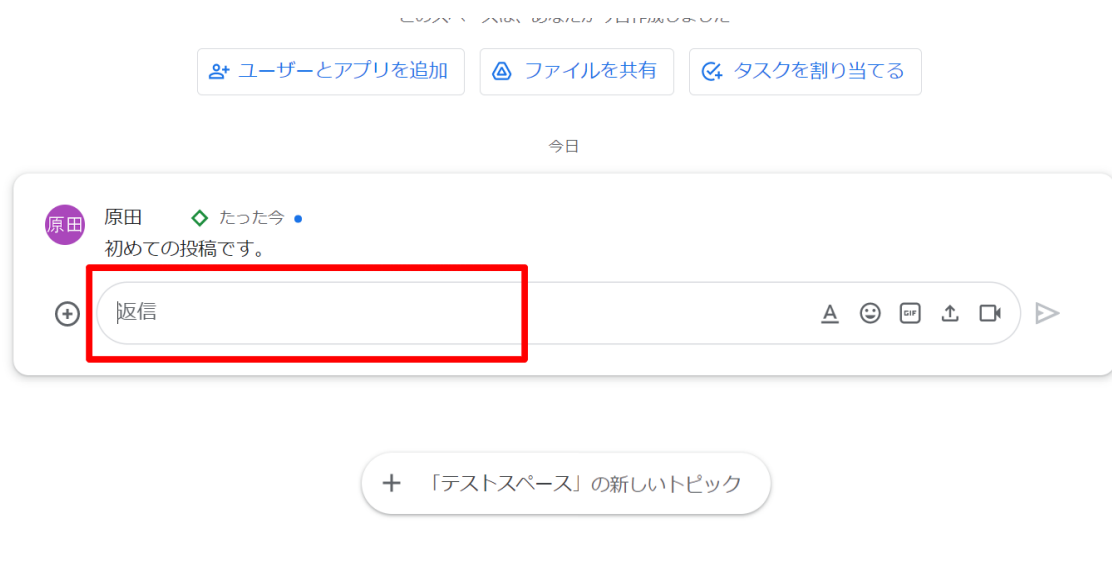 ユーザーとアプリを追加
ファイルを共有
タスクを割り当てる
今日
原田
原田
たった今
初めての投稿です。
返信
A
GIF
「テストスペース」の新しいトピック